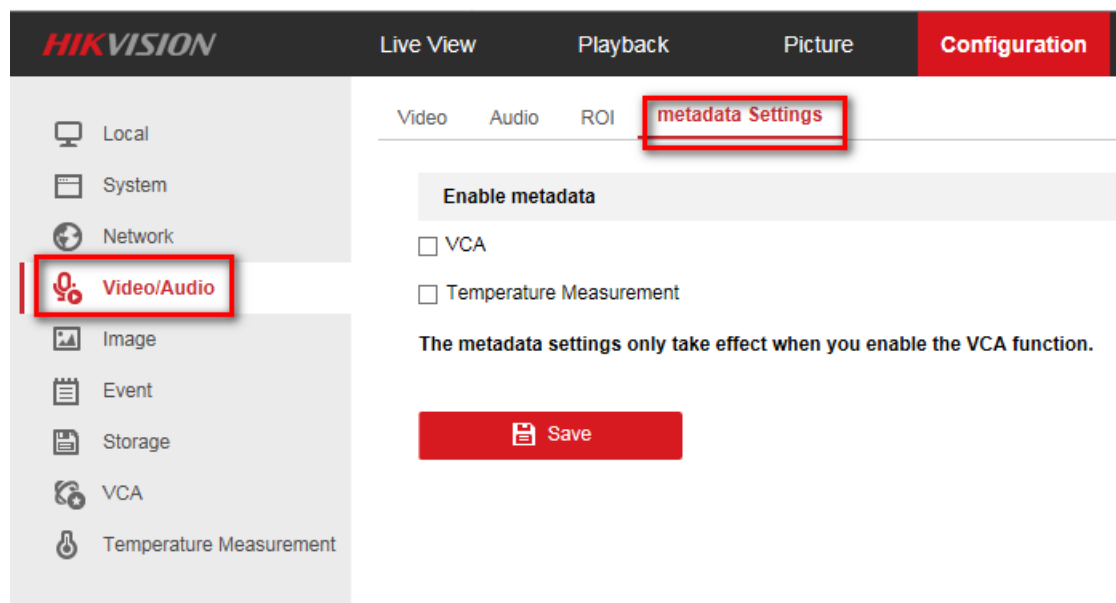 HIKVISION Live View Playback Picture Configuration
Video Audio ROI metadata Settings
Local
System
Network
Video/Audio
Image
Event
Storage
VCA
Temperature Measurement
Enable metadata
VCA
Temperature Measurement
The metadata settings only take effect when you enable the VCA function.
Save